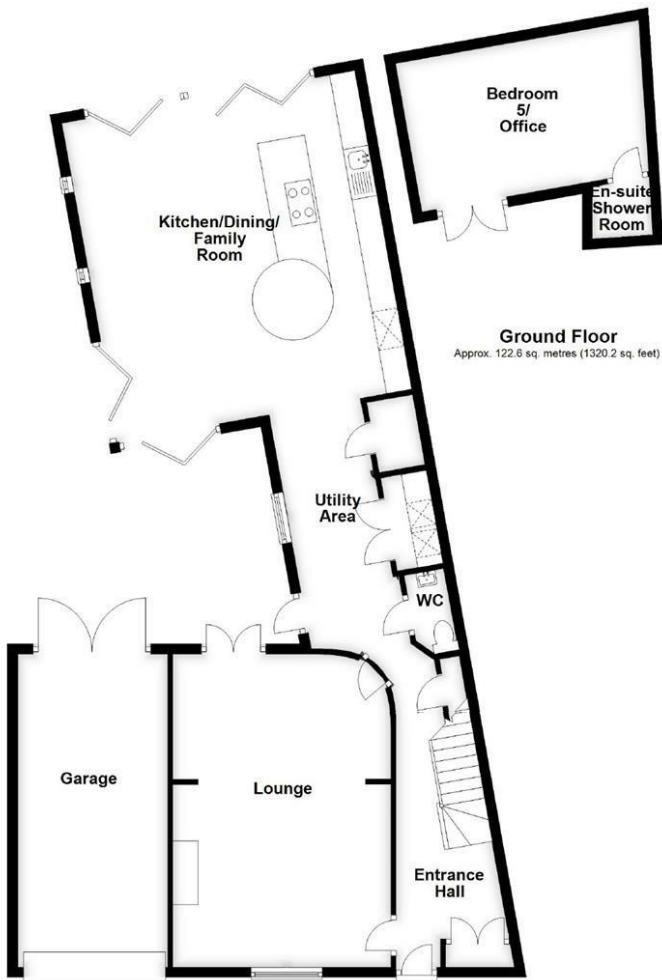 Bedroom
5/
Office
En-suite
Shower
Room
Kitchen/Dining/
Family
Room
Ground Floor
Approx. 122.6 sq. metres (1320.2 sq. feet)
Utility
Area
WC
Garage
Lounge
Entrance
Hall